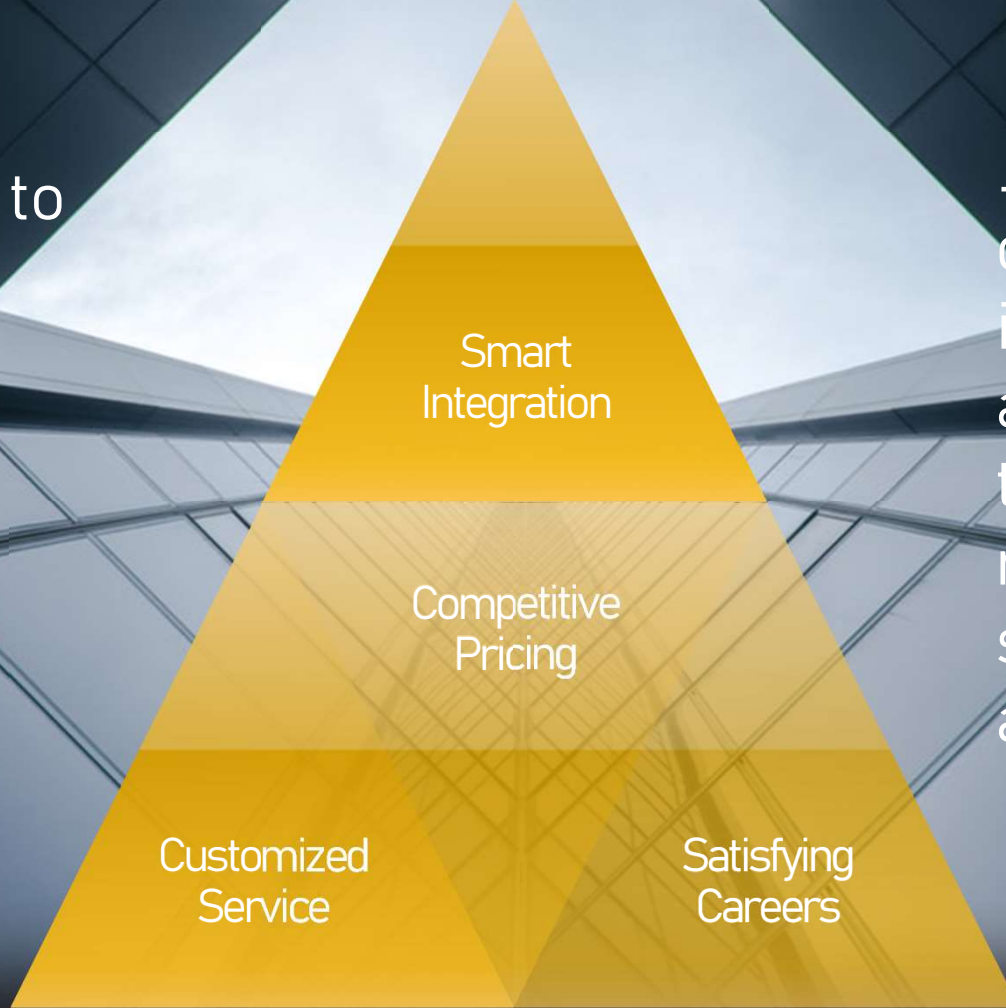 to
Smart
Integration
Competitive
Pricing
Customized
Service
Satisfying
Careers